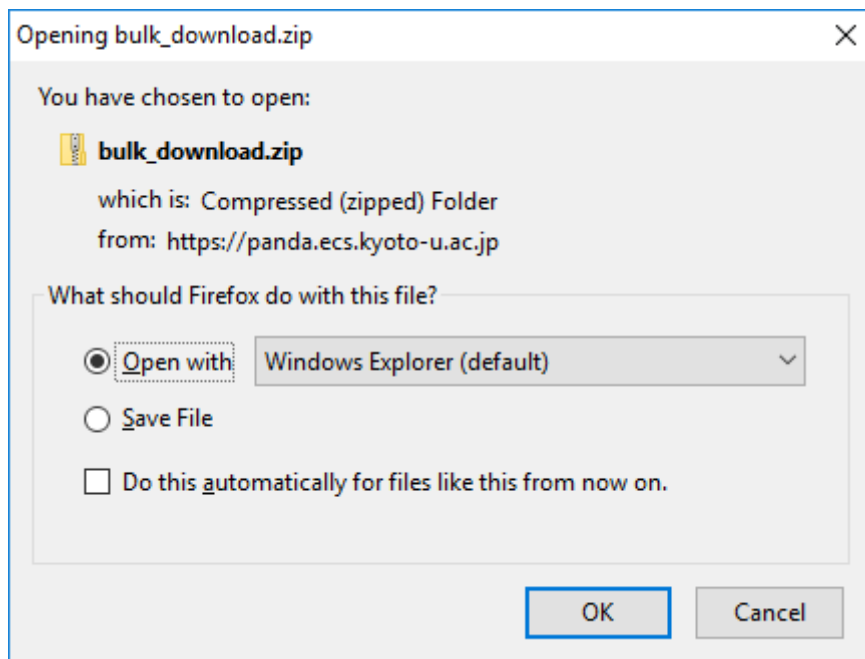 Opening bulk_download.zip
You have chosen to open:
bulk_download.zip
which is: Compressed (zipped) Folder
from: https://panda.ecs.kyoto-u.ac.jp
What should Firefox do with this file?
Open with Windows Explorer (default)
Save File
Do this automatically for files like this from now on.
OK Cancel